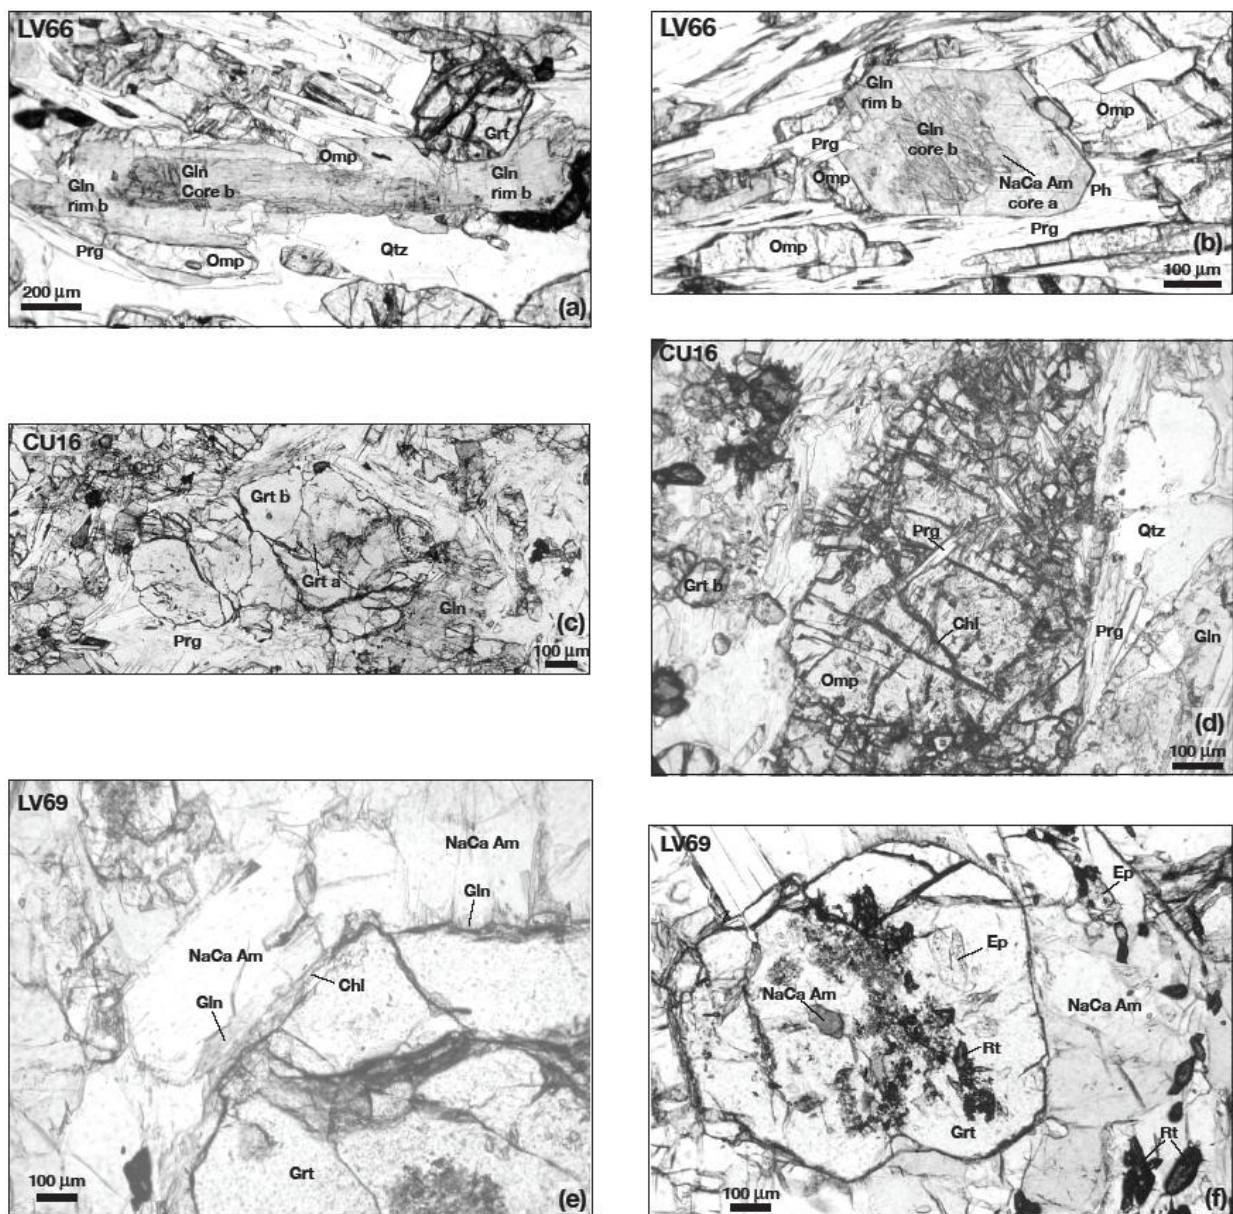 LV66
Grt
Omp
Gln
rim b
Gln
Core b
Gln
rim b
Prg
Omp
Qtz
200 µm
(a)
LV66
Gln
rim b
Omp
Gln
core b
Prg
NaCa Am
core a
Omp
Ph
Prg
Omp
(b)
100 µm
CU16
Grt b
Grt a
Gln
Prg
(c)
100 µm
CU16
Prg
Qtz
Grt b
Chl
Prg
Gln
Omp
(d)
100 µm
LV69
NaCa Am
Gln
NaCa Am
Chl
Gln
Grt
100 µm
(e)
LV69
Ep
Ep
NaCa Am
NaCa Am
Rt
Grt
Rt
100 µm
(f)